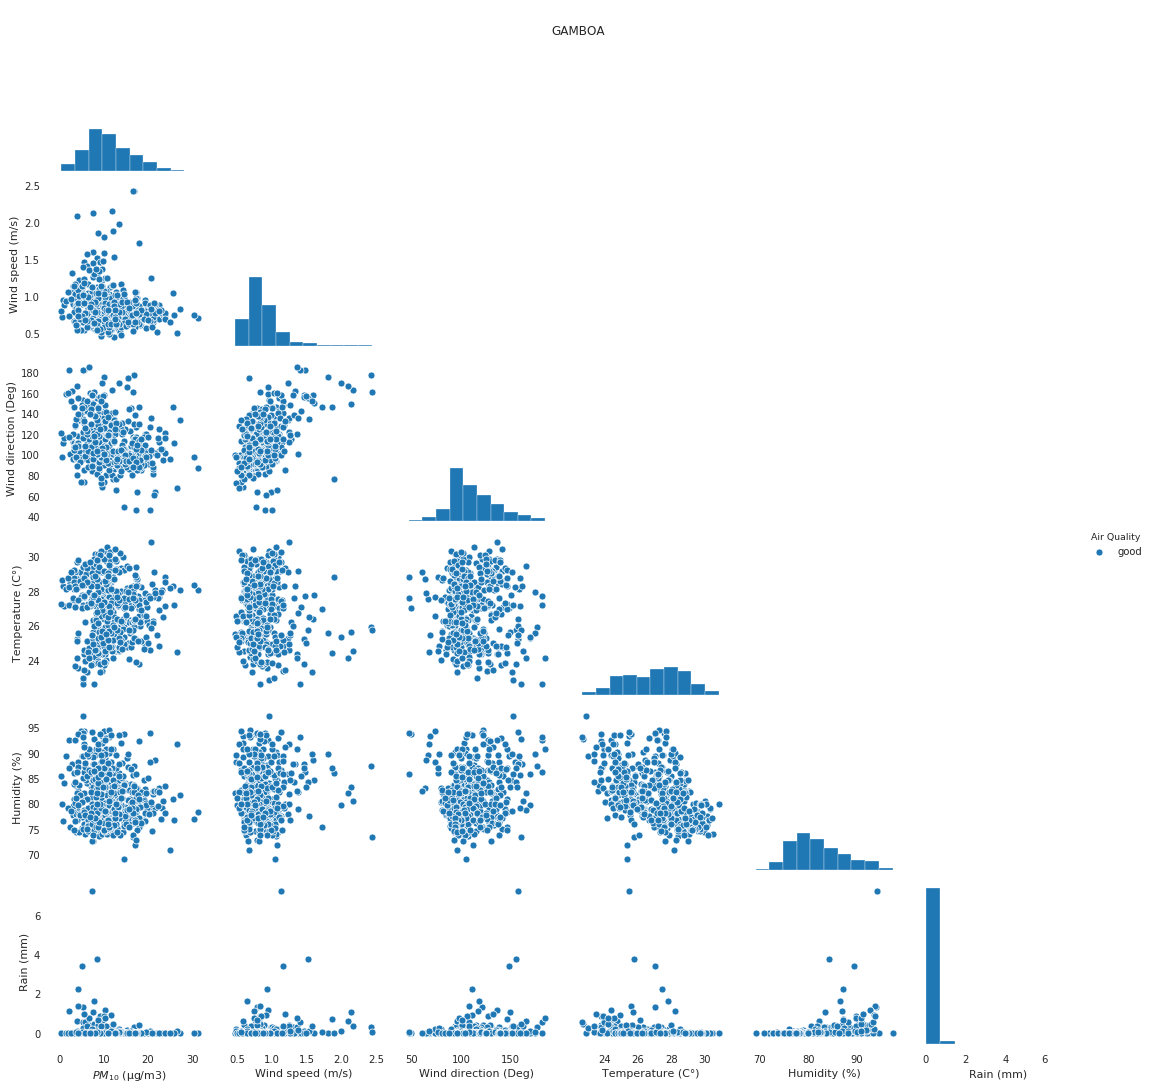 GAMBOA
2.5
2.0
1.5
1.0
0.5
Wind speed (m/s)
180
160
140
120
100
80
60
40
Wind direction (Deg)
30
28
26
24
Temperature (C°)
Air Quality
good
95
90
85
80
75
70
Humidity (%)
6
4
2
0
Rain (mm)
0 10 20 30
PM₁₀ (μg/m3)
0.5 1.0 1.5 2.0 2.5
Wind speed (m/s)
50 100 150
Wind direction (Deg)
24 26 28 30
Temperature (C°)
70 80 90
Humidity (%)
0 2 4 6
Rain (mm)